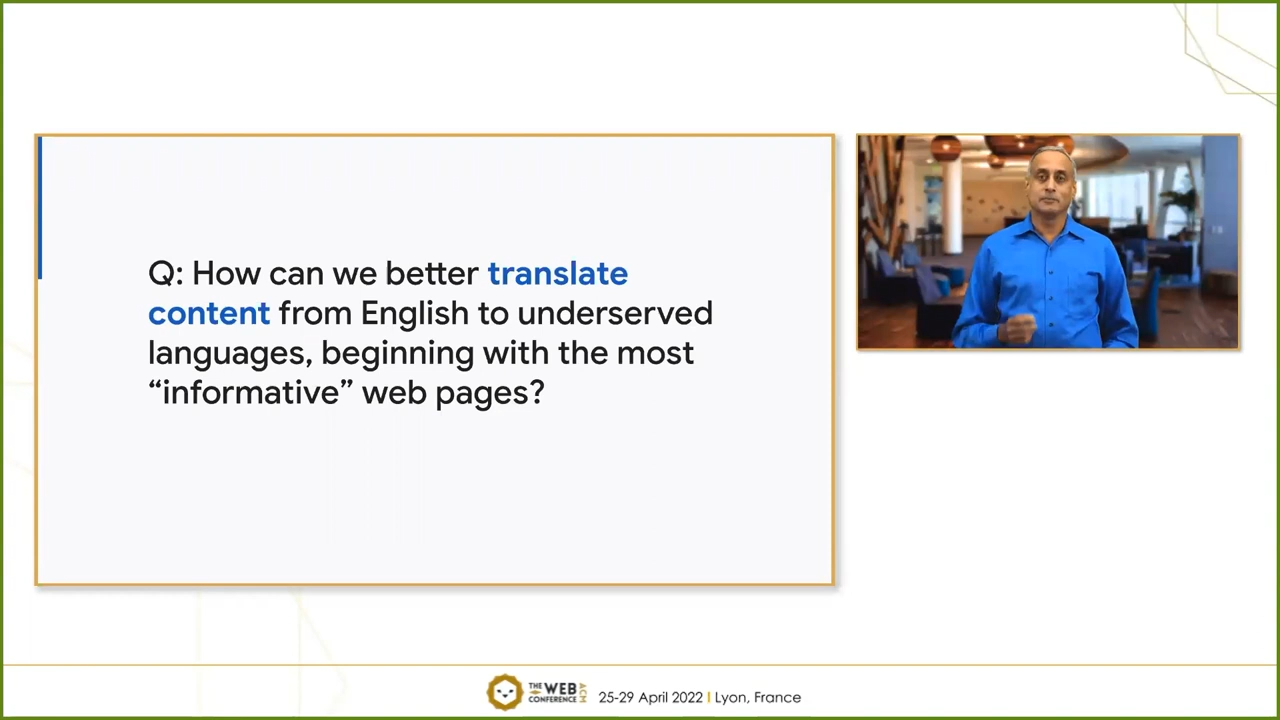 Q: How can we better translate
content from English to underserved
languages, beginning with the most
“informative” web pages?
THE WEB
CONFERENCE
ACM
25-29 April 2022 | Lyon, France